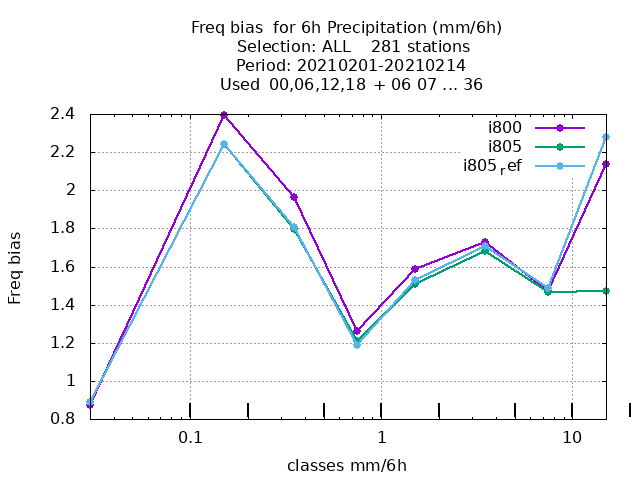 Freq bias  for 6h Precipitation (mm/6h)
Selection: ALL    281 stations
Period: 20210201-20210214
Used  00,06,12,18  + 06 07 ... 36
2.4
2.2
2
1.8
1.6
1.4
1.2
1
0.8
Freq bias
i800
i805
i805ref
0.1
1
10
classes mm/6h